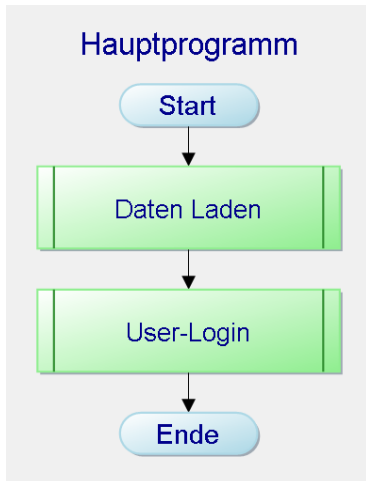 Hauptprogramm
Start
Daten Laden
User-Login
Ende